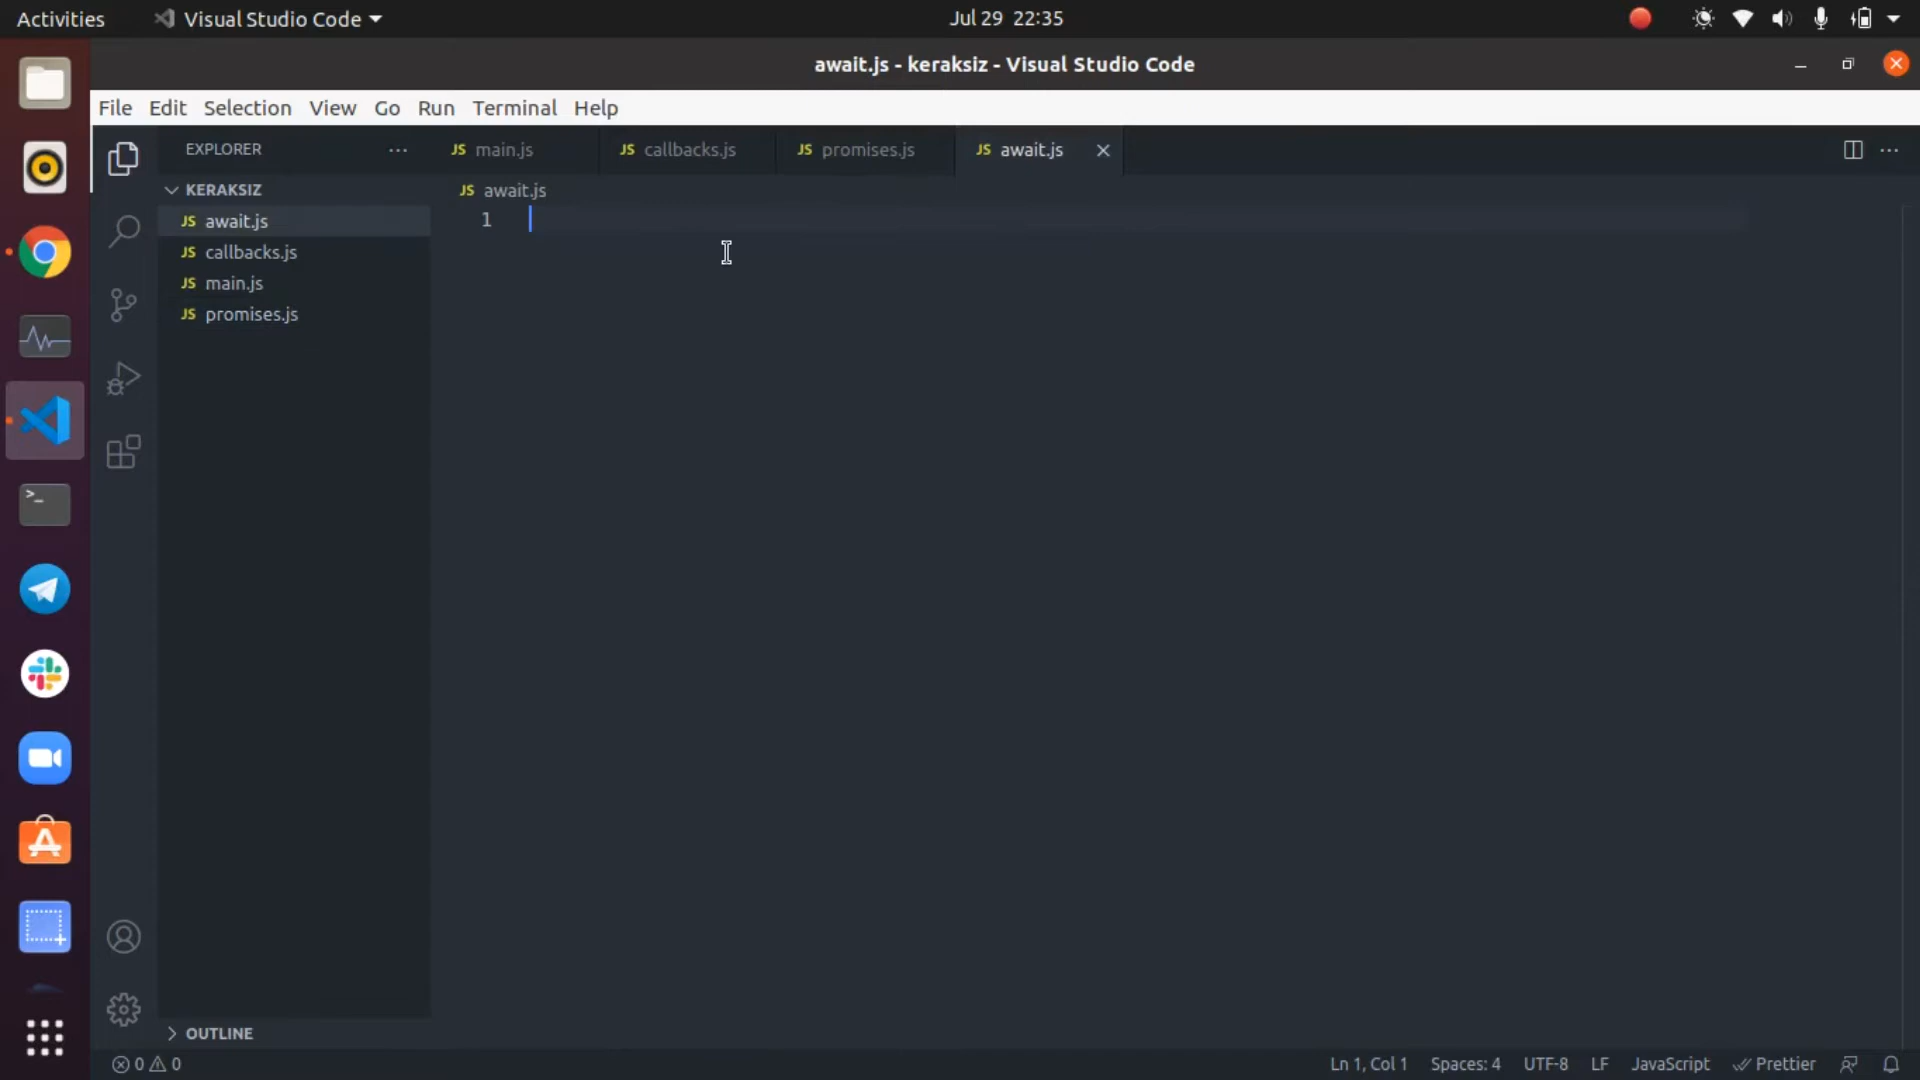 Activities
Visual Studio Code
Jul 29 22:35
await.js - keraksiz - Visual Studio Code
File Edit Selection View Go Run Terminal Help
EXPLORER
JS main.js
JS callbacks.js
JS promises.js
JS await.js
KERAKSIZ
JS await.js
JS callbacks.js
JS main.js
JS promises.js
JS await.js
1
OUTLINE
0 0
Ln 1, Col 1
Spaces: 4
UTF-8
LF
JavaScript
Prettier